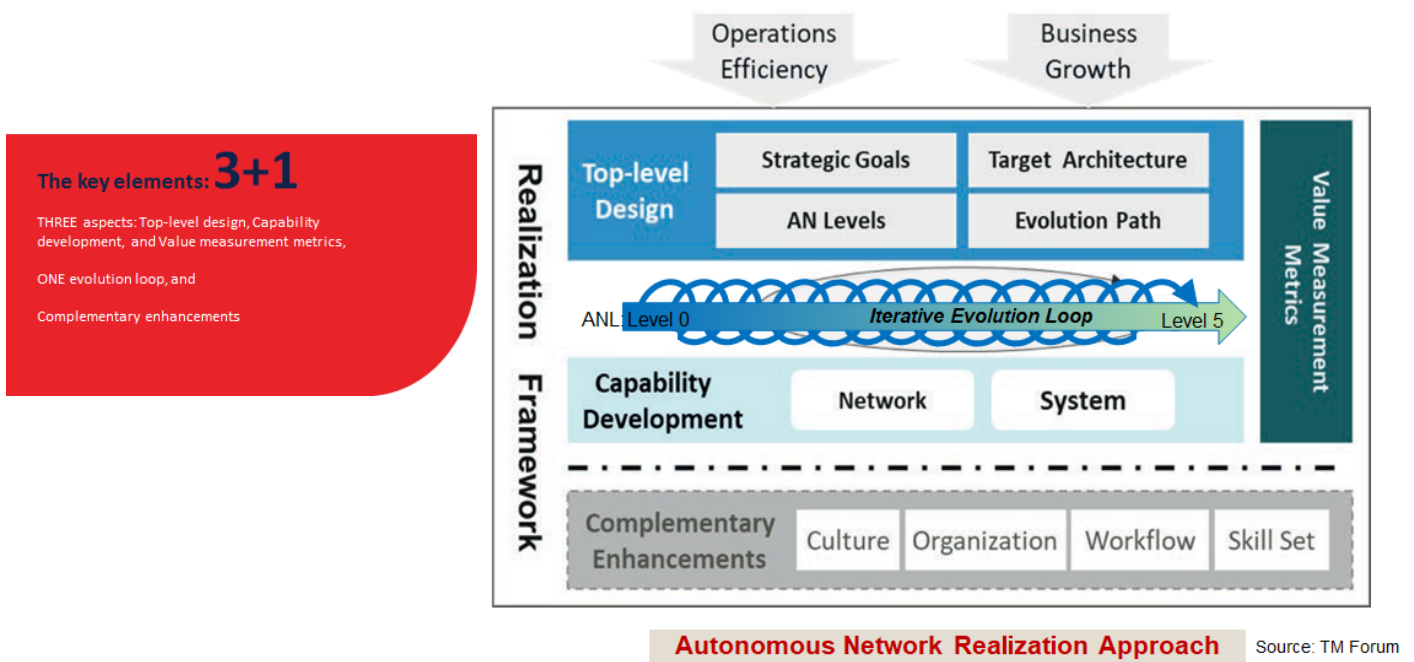 Operations
Efficiency
Business
Growth
The key elements: 3+1
THREE aspects: Top-level design, Capability
development, and Value measurement metrics,
ONE evolution loop, and
Complementary enhancements
Realization
Framework
Top-level
Design
Strategic Goals
Target Architecture
AN Levels
Evolution Path
ANL: Level 0
Iterative Evolution Loop
Level 5
Capability
Development
Network
System
Value Measurement
Metrics
Complementary
Enhancements
Culture
Organization
Workflow
Skill Set
Autonomous Network Realization Approach
Source: TM Forum